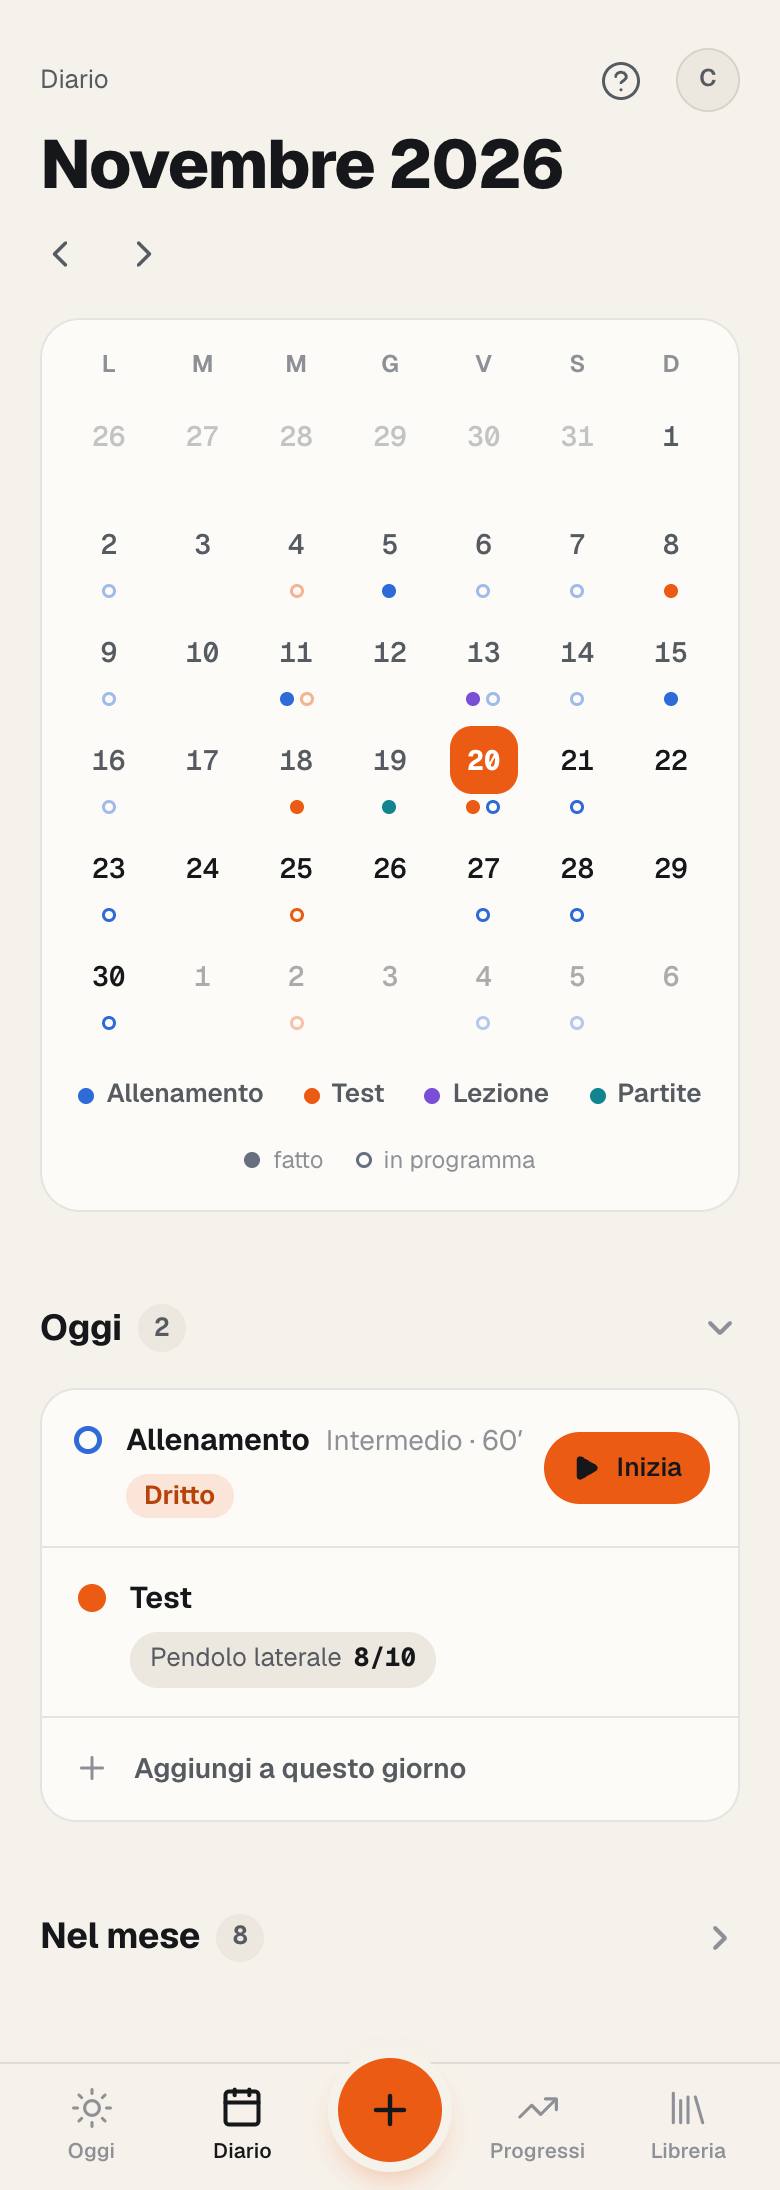 Diario
C
Novembre 2026
L M M G V S D
26 27 28 29 30 31 1
2 3 4 5 6 7 8
9 10 11 12 13 14 15
16 17 18 19 20 21 22
23 24 25 26 27 28 29
30 1 2 3 4 5 6
Allenamento Test Lezione Partite
fatto in programma
Oggi 2
Allenamento Intermedio · 60′
Inizia
Dritto
Test
Pendolo laterale 8/10
Aggiungi a questo giorno
Nel mese 8
Oggi Diario Progressi Libreria